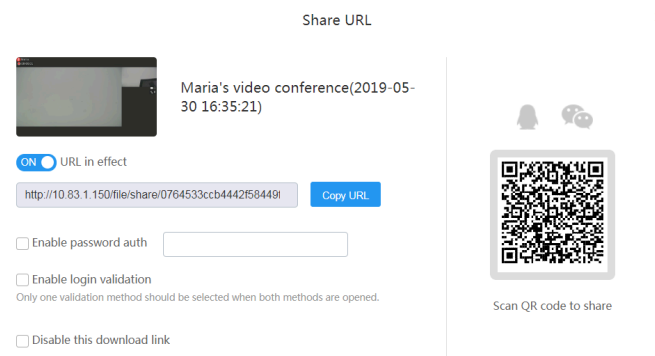 Share URL
Maria's video conference(2019-05-
30 16:35:21)
ON URL in effect
http://10.83.1.150/file/share/0764533ccb4442f58449f
Copy URL
Enable password auth
Enable login validation
Only one validation method should be selected when both methods are opened.
Disable this download link
Scan QR code to share